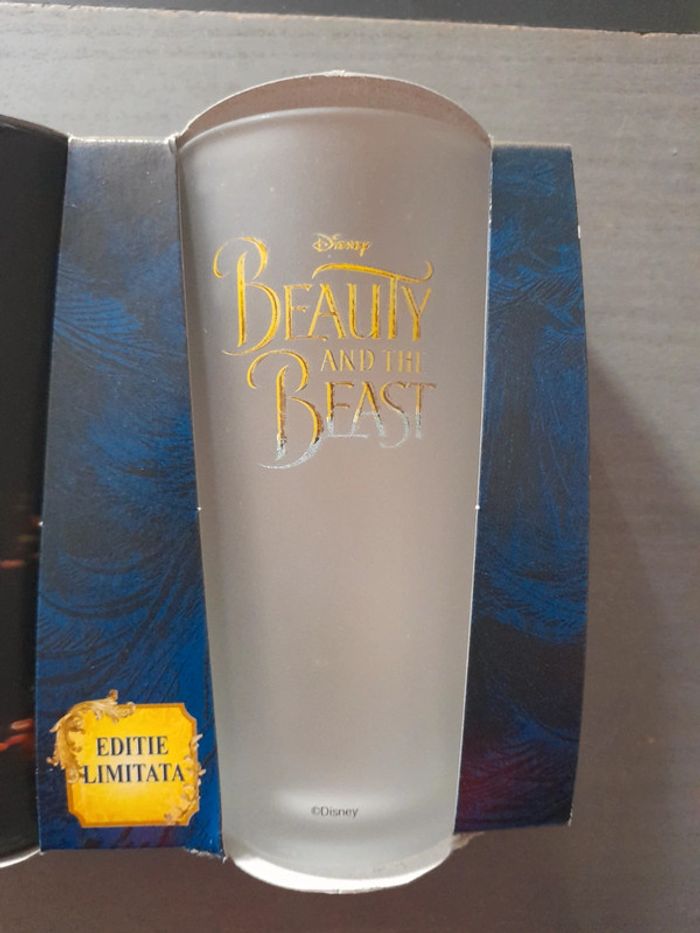 Disney
BEAUTY
AND THE
BEAST
EDITIE
LIMITATA
©Disney